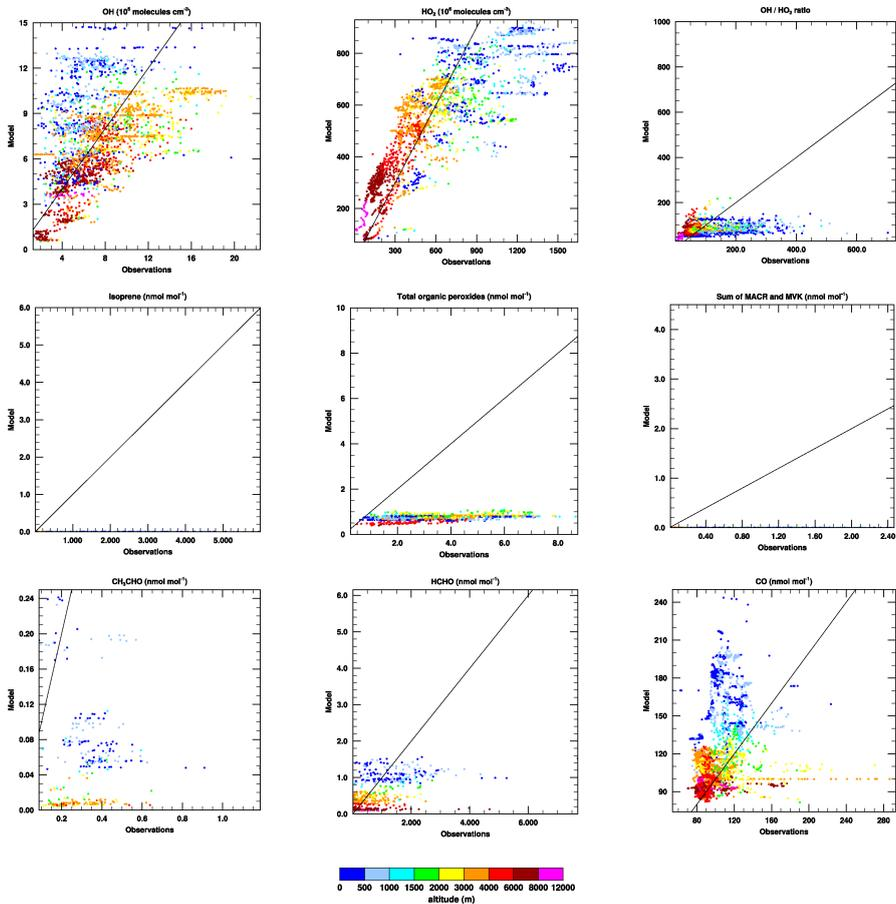 OH (10⁶ molecules cm⁻³)
15
12
9
6
3
0
Model
4 8 12 16 20
Observations
HO₂ (10⁶ molecules cm⁻³)
800
600
400
200
Model
300 600 900 1200 1500
Observations
OH / HO₂ ratio
1000
800
600
400
200
Model
200.0 400.0 600.0
Observations
Isoprene (nmol mol⁻¹)
6.0
5.0
4.0
3.0
2.0
1.0
0.0
Model
1.000 2.000 3.000 4.000 5.000
Observations
Total organic peroxides (nmol mol⁻¹)
10
8
6
4
2
0
Model
2.0 4.0 6.0 8.0
Observations
Sum of MACR and MVK (nmol mol⁻¹)
4.0
3.0
2.0
1.0
0.0
Model
0.40 0.80 1.20 1.60 2.00 2.40
Observations
CH₃CHO (nmol mol⁻¹)
0.24
0.20
0.16
0.12
0.08
0.04
0.00
Model
0.2 0.4 0.6 0.8 1.0
Observations
HCHO (nmol mol⁻¹)
6.0
5.0
4.0
3.0
2.0
1.0
0.0
Model
2.000 4.000 6.000
Observations
CO (nmol mol⁻¹)
240
210
180
150
120
90
Model
80 120 160 200 240 280
Observations
0 500 1000 1500 2000 3000 4000 6000 8000 12000
altitude (m)